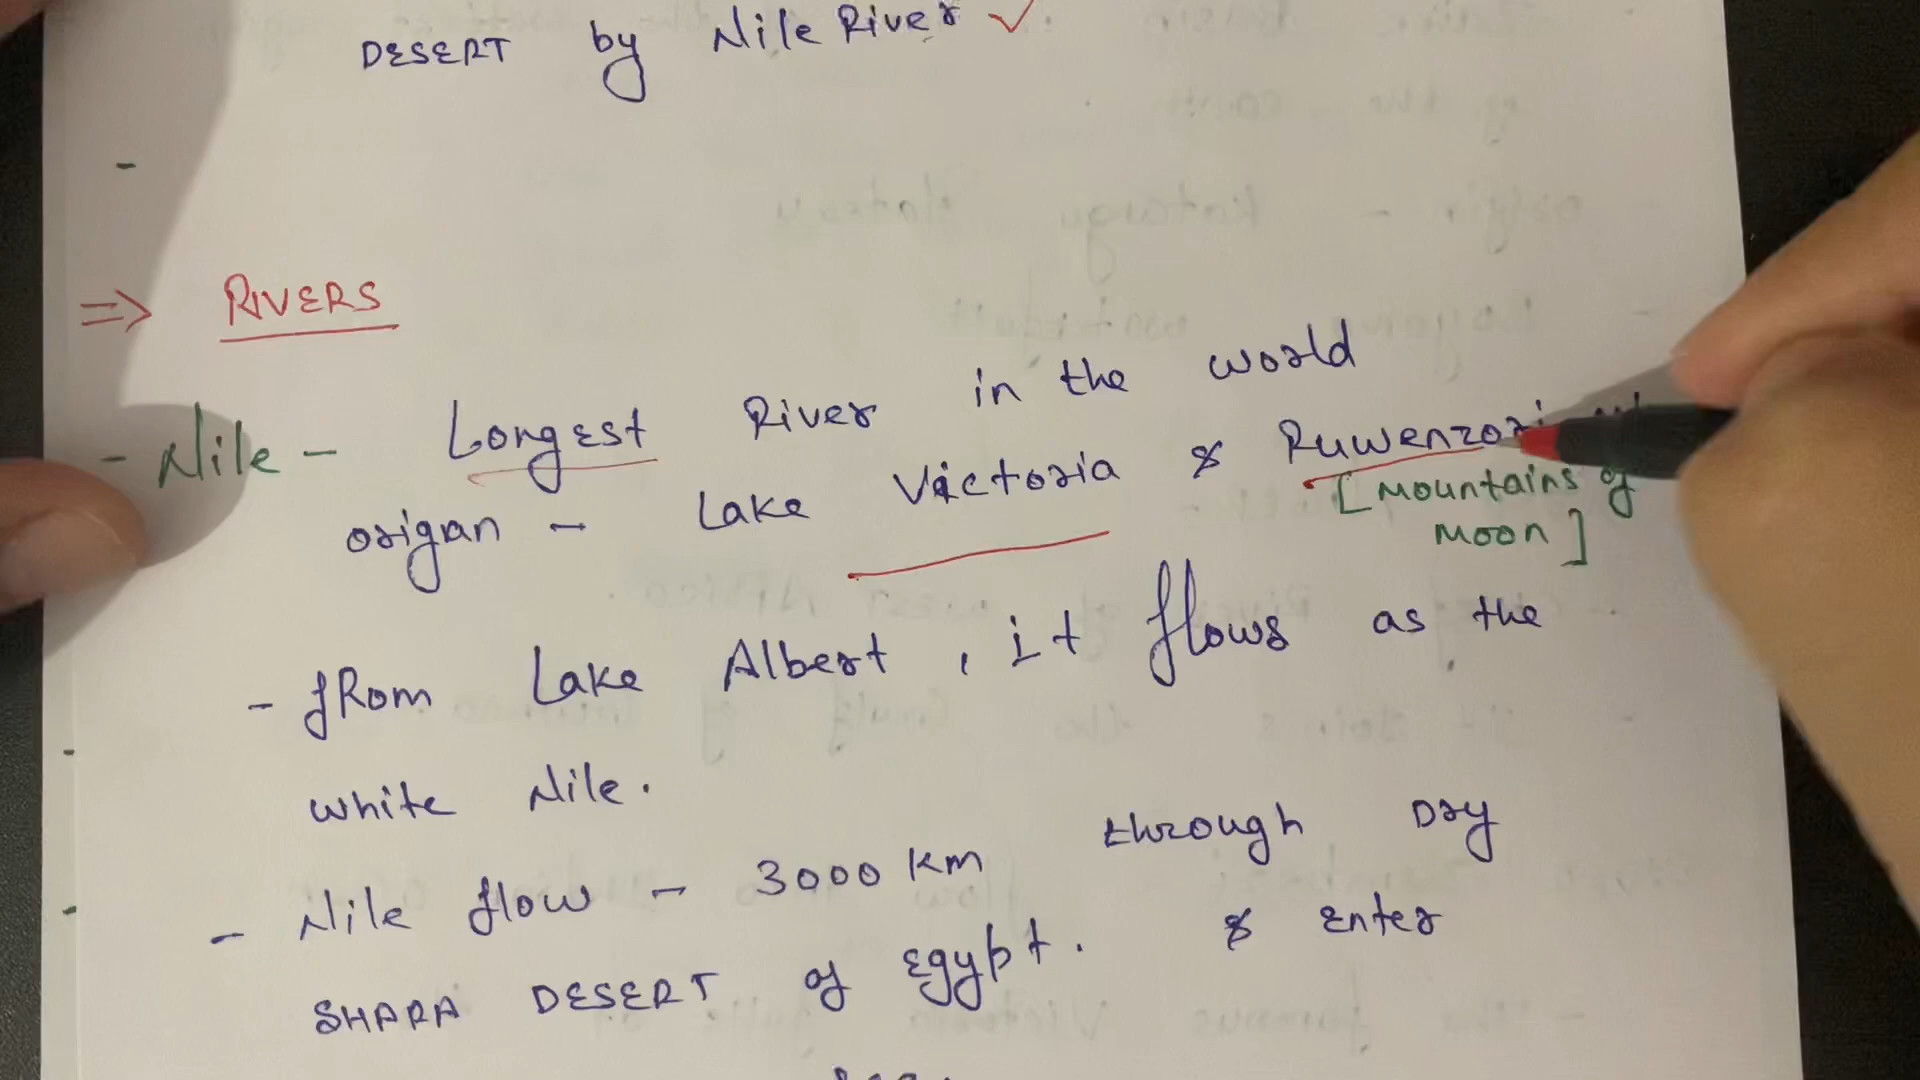 DESERT by Nile River ✓
⇒ RIVERS
- Nile - Longest River in the world
origan - Lake Victoria & Ruwenzori
[Mountains of
Moon]
- from Lake Albert, it flows as the
white Nile.
- Nile flow - 3000 km through Dry
SHARA DESERT of Egypt. & Enter